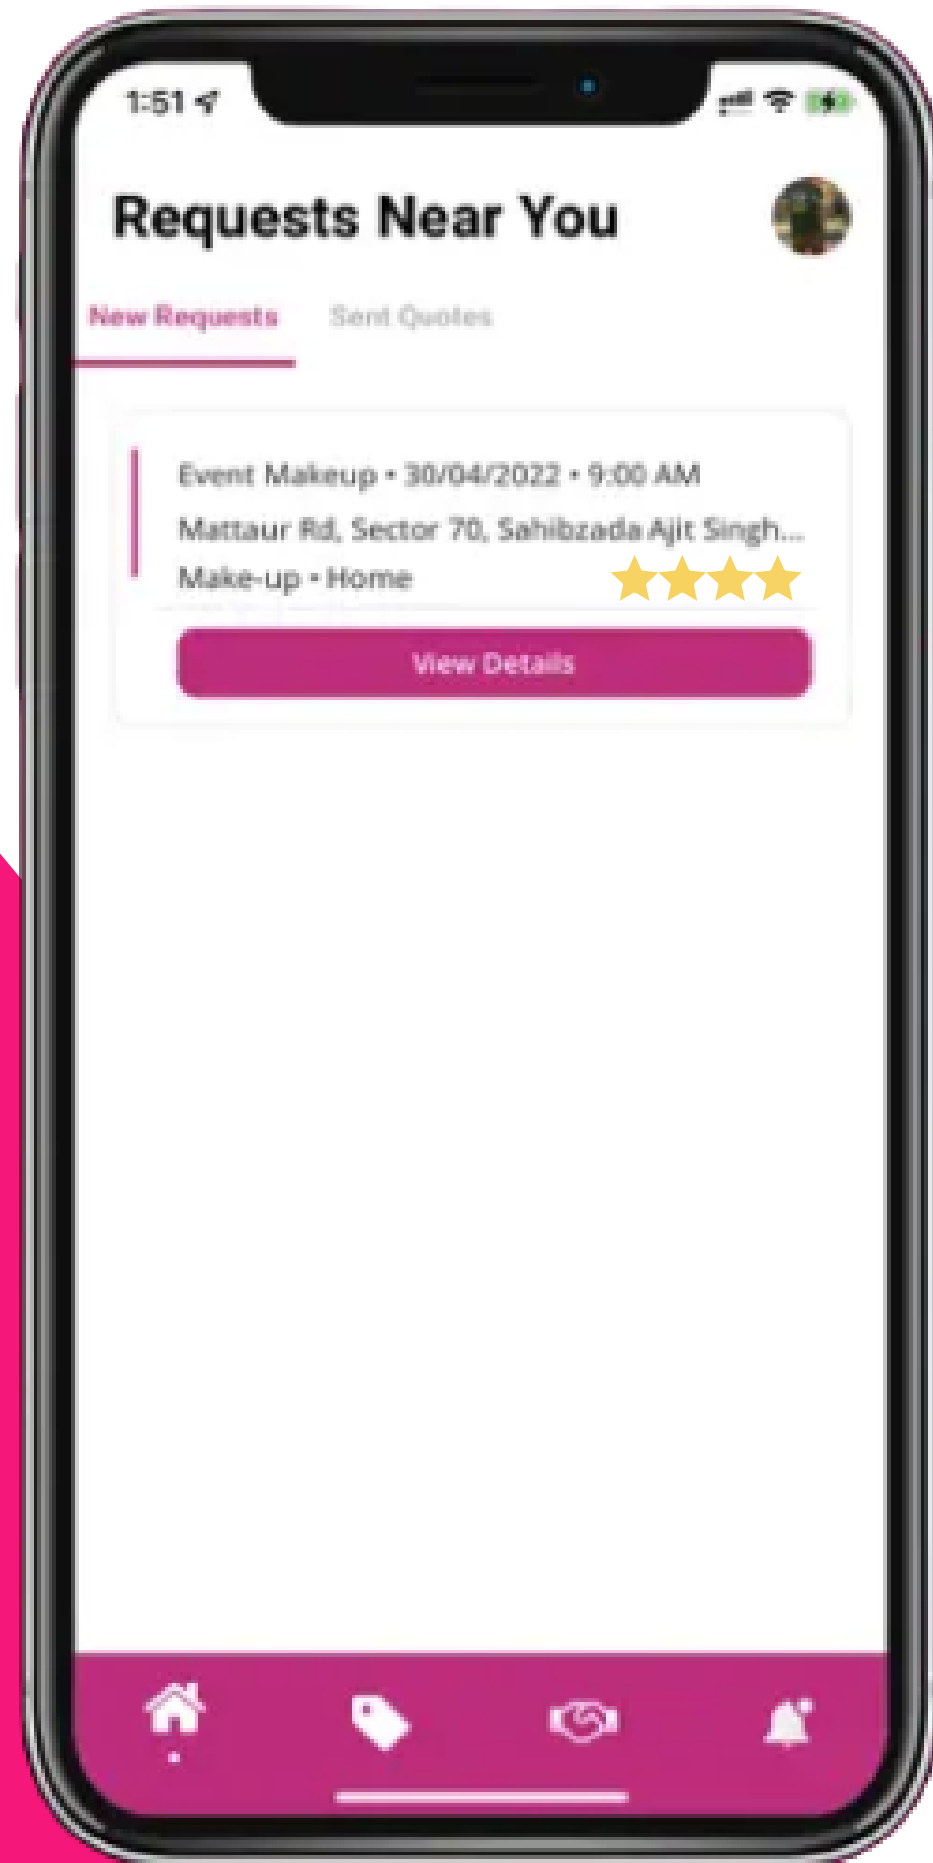 1:51
Requests Near You
New Requests
Sent Quotes
Event Makeup • 30/04/2022 • 9:00 AM
Mattaur Rd, Sector 70, Sahibzada Ajit Singh...
Make-up • Home
View Details